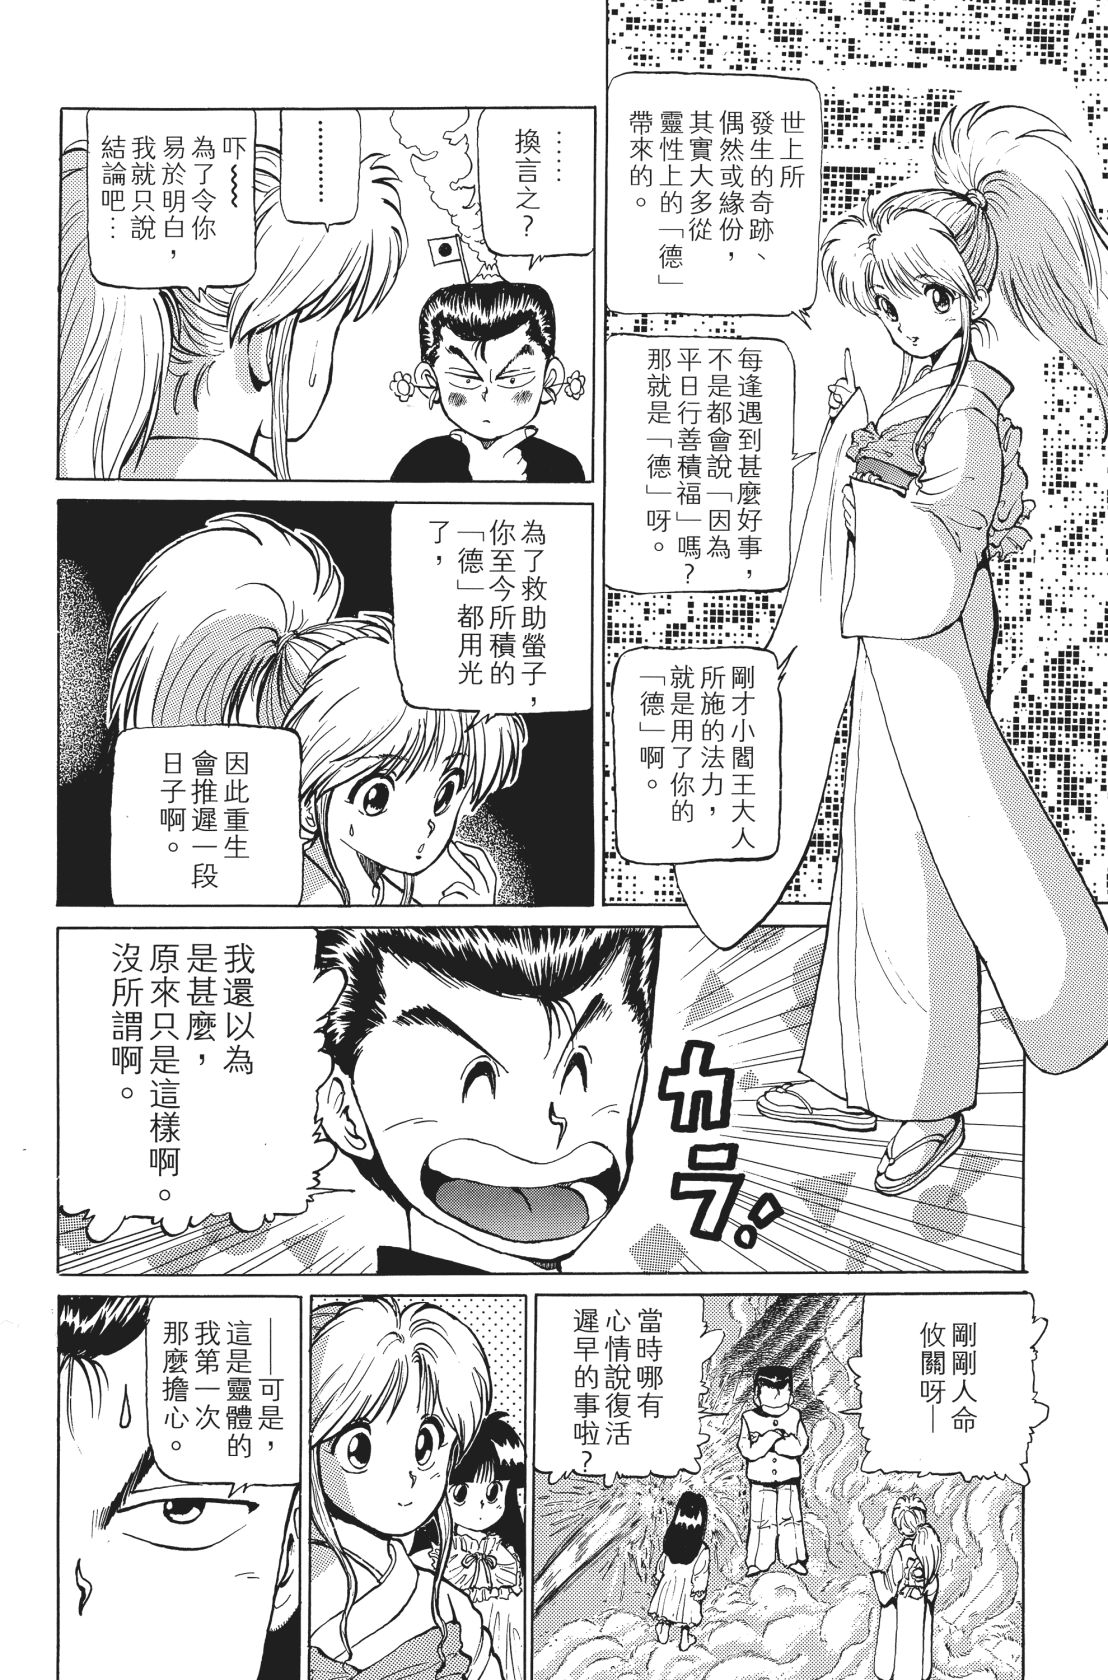 世上所
發生的奇跡、
偶然或緣份，
其實大多從
靈性上的「德」
帶來的。
每逢遇到甚麼好事，
不是都會說「因為
平日行善積福」嗎？
那就是「德」呀。
剛才小閻王大人
所施的法力，
就是用了你的
「德」啊。
……
換言之？
………
吓~~
為了令你
易於明白，
我就只說
結論吧…
為了救助螢子，
你至今所積的
「德」都用光
了，
因此重生
會推遲一段
日子啊。
カラ！
我還以為
是甚麼，
原來只是這樣啊。
沒所謂啊。
剛剛人命
攸關呀—
當時哪有
心情說復活
遲早的事啦？
——可是，
這是靈體的
我第一次
那麼擔心。